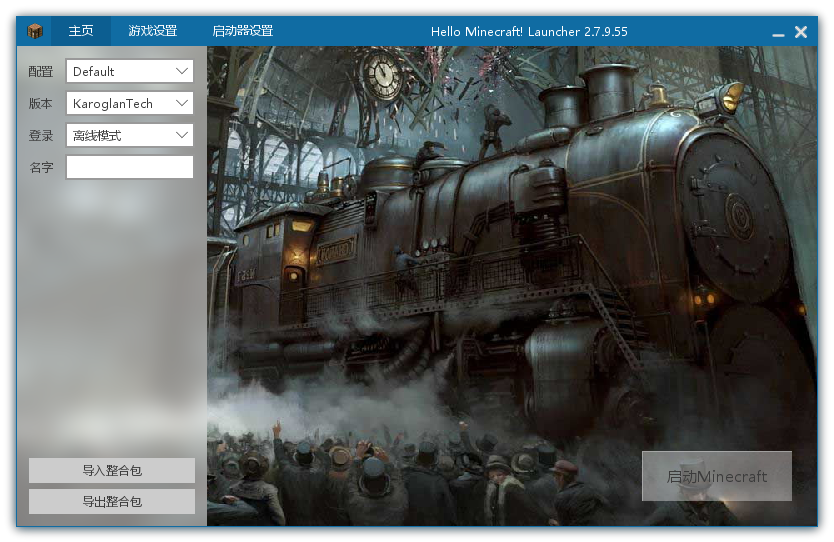 主页 游戏设置 启动器设置 Hello Minecraft! Launcher 2.7.9.55
配置 Default
版本 KaroglanTech
登录 离线模式
名字
导入整合包
导出整合包
启动Minecraft